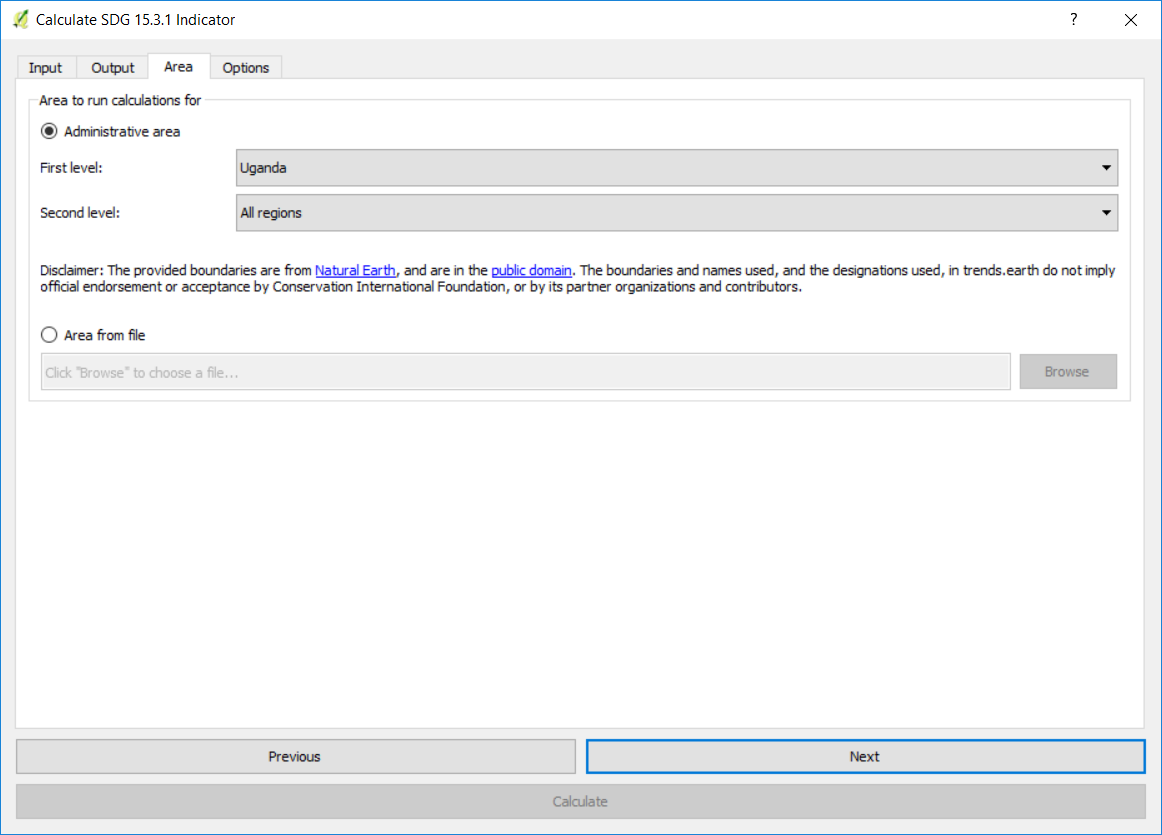 Calculate SDG 15.3.1 Indicator
?
Input Output Area Options
Area to run calculations for
Administrative area
First level: Uganda
Second level: All regions
Disclaimer: The provided boundaries are from Natural Earth, and are in the public domain. The boundaries and names used, and the designations used, in trends.earth do not imply
official endorsement or acceptance by Conservation International Foundation, or by its partner organizations and contributors.
Area from file
Click "Browse" to choose a file... Browse
Previous Next
Calculate